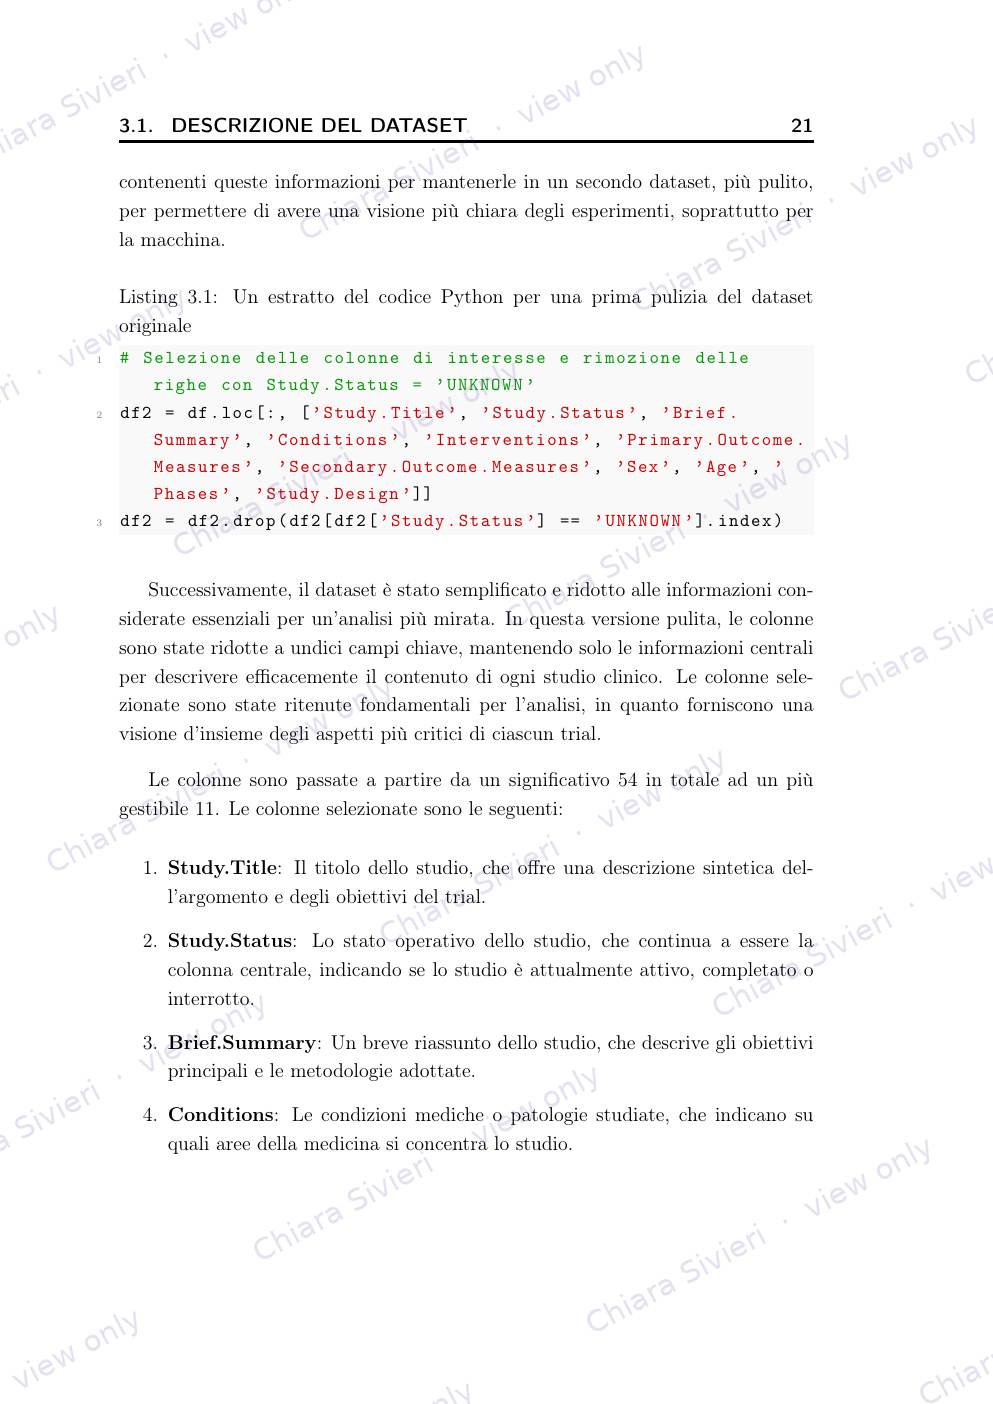 3.1. DESCRIZIONE DEL DATASET 21
contenenti queste informazioni per mantenerle in un secondo dataset, più pulito,
per permettere di avere una visione più chiara degli esperimenti, soprattutto per
la macchina.
Listing 3.1: Un estratto del codice Python per una prima pulizia del dataset
originale
1 # Selezione delle colonne di interesse e rimozione delle
righe con Study.Status = 'UNKNOWN'
2 df2 = df.loc[:, ['Study.Title', 'Study.Status', 'Brief.
Summary', 'Conditions', 'Interventions', 'Primary.Outcome.
Measures', 'Secondary.Outcome.Measures', 'Sex', 'Age', '
Phases', 'Study.Design']]
3 df2 = df2.drop(df2[df2['Study.Status'] == 'UNKNOWN'].index)
Successivamente, il dataset è stato semplificato e ridotto alle informazioni con-
siderate essenziali per un'analisi più mirata. In questa versione pulita, le colonne
sono state ridotte a undici campi chiave, mantenendo solo le informazioni centrali
per descrivere efficacemente il contenuto di ogni studio clinico. Le colonne sele-
zionate sono state ritenute fondamentali per l'analisi, in quanto forniscono una
visione d'insieme degli aspetti più critici di ciascun trial.
Le colonne sono passate a partire da un significativo 54 in totale ad un più
gestibile 11. Le colonne selezionate sono le seguenti:
1. Study.Title: Il titolo dello studio, che offre una descrizione sintetica del-
l'argomento e degli obiettivi del trial.
2. Study.Status: Lo stato operativo dello studio, che continua a essere la
colonna centrale, indicando se lo studio è attualmente attivo, completato o
interrotto.
3. Brief.Summary: Un breve riassunto dello studio, che descrive gli obiettivi
principali e le metodologie adottate.
4. Conditions: Le condizioni mediche o patologie studiate, che indicano su
quali aree della medicina si concentra lo studio.
Chiara Sivieri · view only